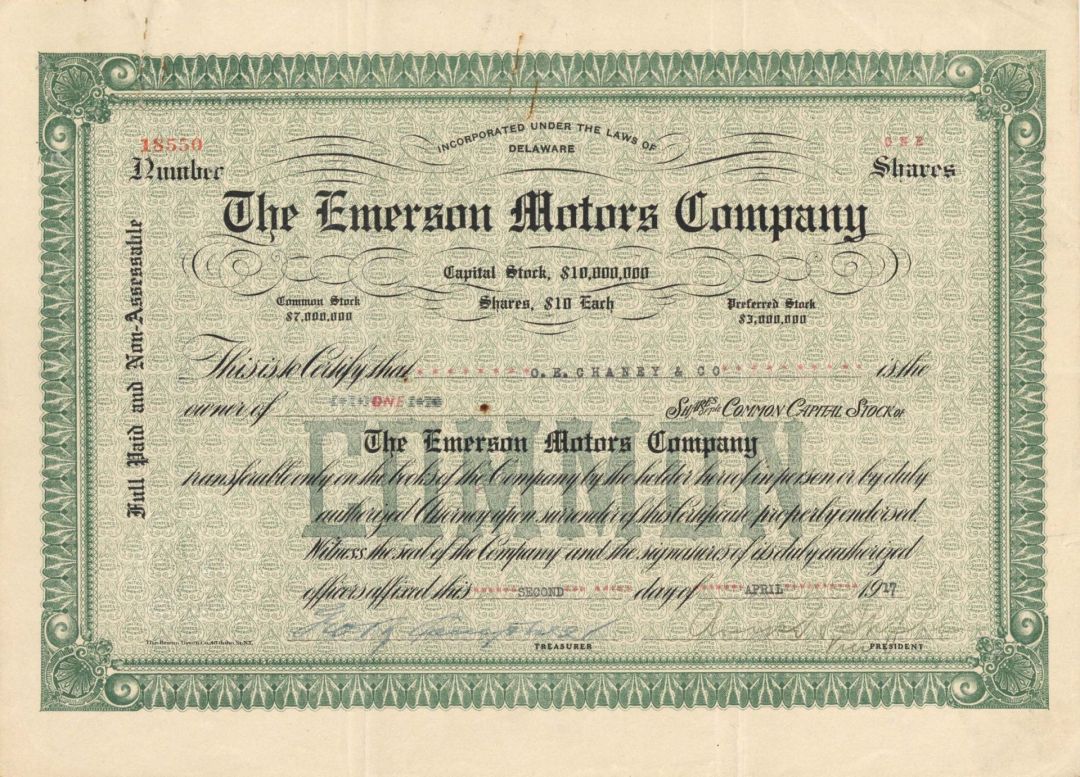 INCORPORATED UNDER THE LAWS OF
DELAWARE
18550
Number
ONE
Shares
The Emerson Motors Company
Capital Stock, $10,000,000
Common Stock
$7,000,000
Shares, $10 Each
Preferred Stock
$3,000,000
Full Paid and Non-Assessable
This is to Certify that O. E. CHANEY & CO is the
owner of ONE SHARES of the COMMON CAPITAL STOCK OF
The Emerson Motors Company
COMMON
transferable only on the books of the Company by the holder hereof in person or by duly
authorized Attorney upon surrender of this Certificate properly endorsed.
Witness the seal of the Company and the signatures of its duly authorized
officers affixed this SECOND day of APRIL 1917
TREASURER
Vice PRESIDENT